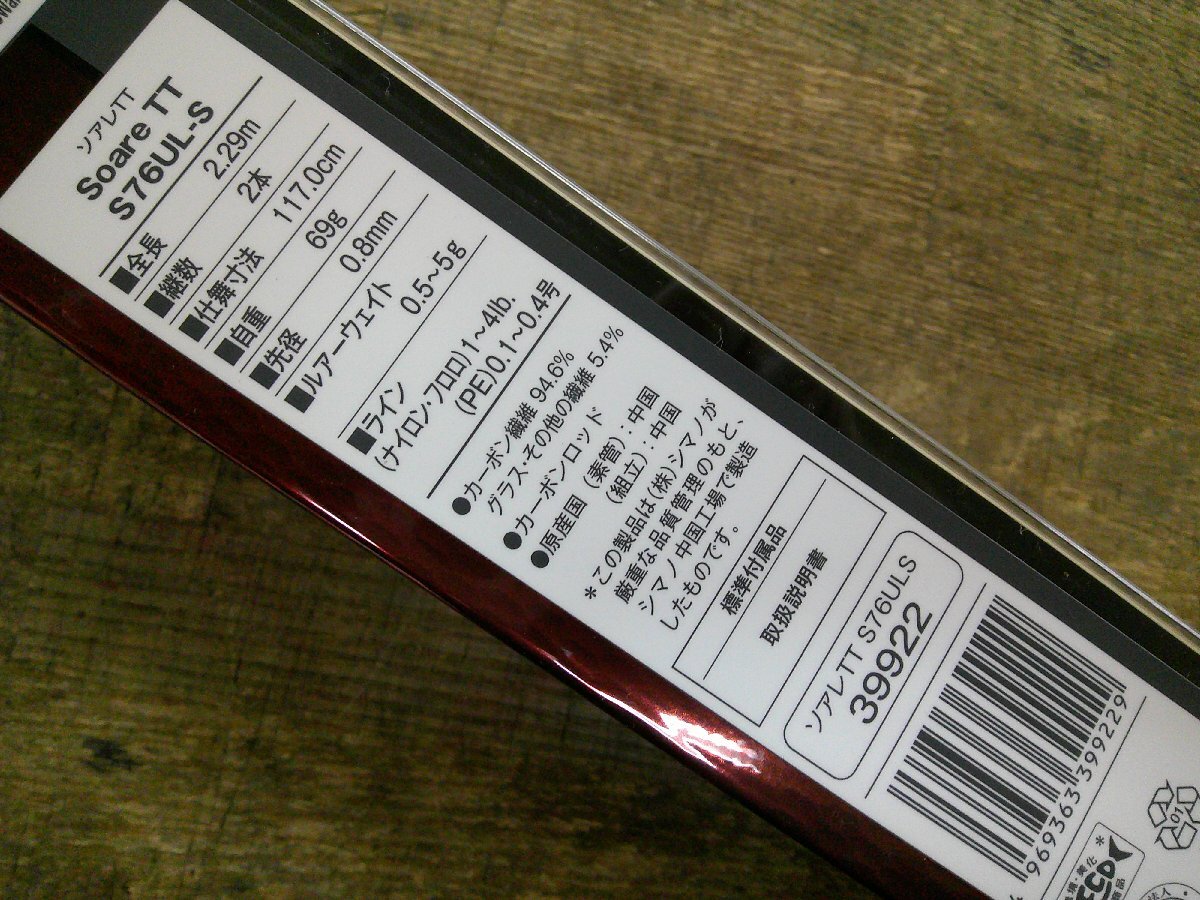 ソアレTT
Soare TT
S76UL-S
■全長 2.29m
■継数 2本
■仕舞寸法 117.0cm
■自重 69g
■先径 0.8mm
■ルアーウェイト 0.5~5g
■ライン
(ナイロン・フロロ)1~4lb.
(PE)0.1~0.4号
●カーボン繊維 94.6%
グラス・その他の繊維 5.4%
●カーボンロッド
●原産国 (素管):中国
(組立):中国
*この製品は(株)シマノが
厳重な品質管理のもと、
シマノ中国工場で製造
したものです。
標準付属品
取扱説明書
ソアレTT S76ULS
39922
4 969363 399229